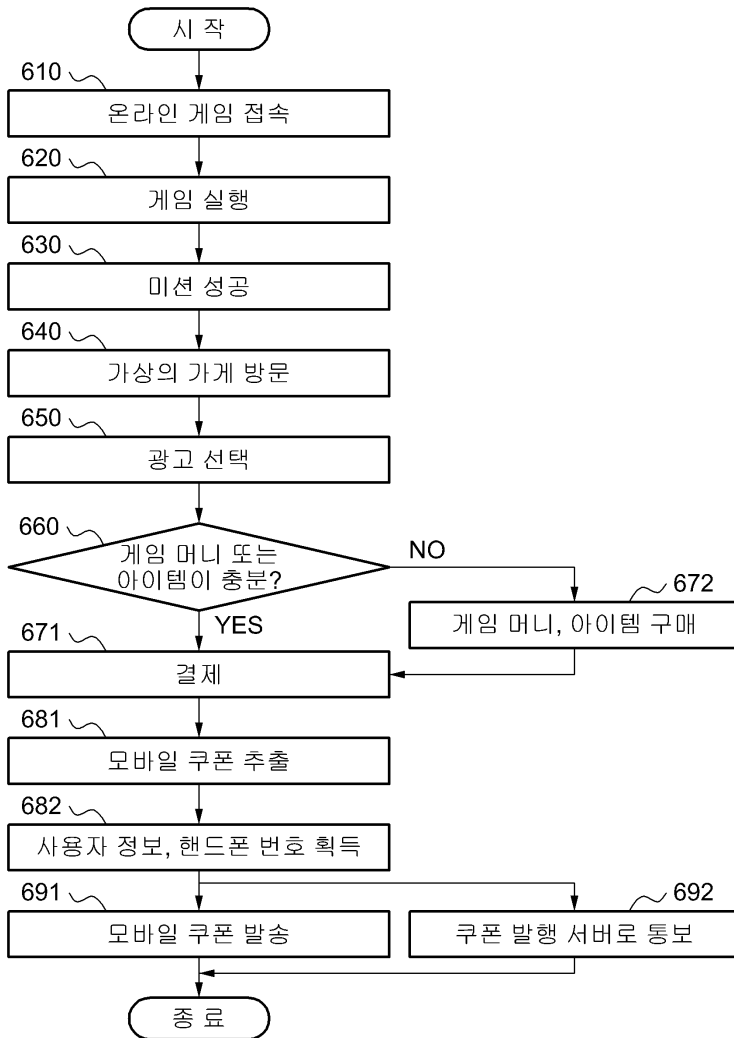 시 작
610
온라인 게임 접속
620
게임 실행
630
미션 성공
640
가상의 가게 방문
650
광고 선택
660
게임 머니 또는
아이템이 충분?
NO
YES
672
게임 머니, 아이템 구매
671
결제
681
모바일 쿠폰 추출
682
사용자 정보, 핸드폰 번호 획득
691
모바일 쿠폰 발송
692
쿠폰 발행 서버로 통보
종 료